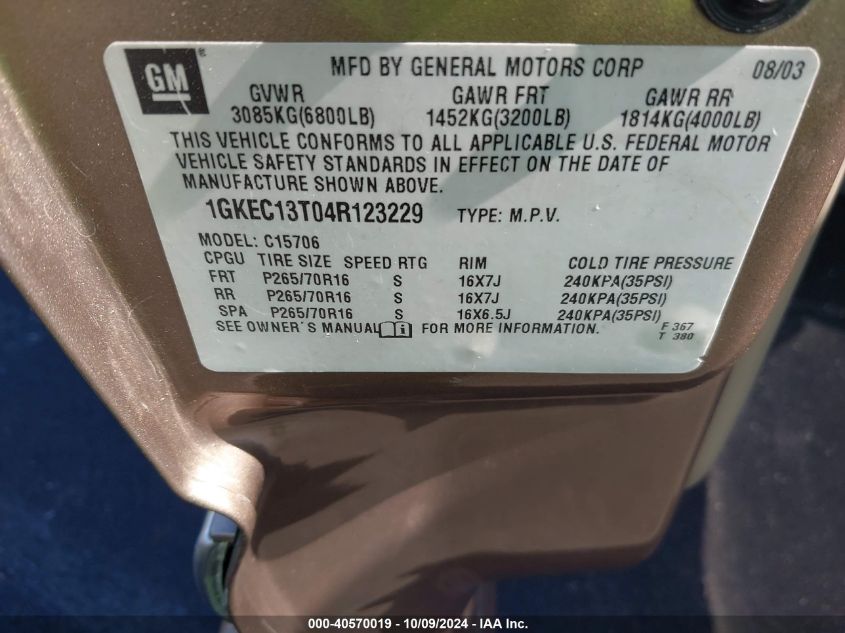 GM ®
MFD BY GENERAL MOTORS CORP 08/03
GVWR GAWR FRT GAWR RR
3085KG(6800LB) 1452KG(3200LB) 1814KG(4000LB)
THIS VEHICLE CONFORMS TO ALL APPLICABLE U.S. FEDERAL MOTOR
VEHICLE SAFETY STANDARDS IN EFFECT ON THE DATE OF
MANUFACTURE SHOWN ABOVE.
1GKEC13T04R123229 TYPE: M.P.V.
MODEL: C15706
CPGU TIRE SIZE SPEED RTG RIM COLD TIRE PRESSURE
FRT P265/70R16 S 16X7J 240KPA(35PSI)
RR P265/70R16 S 16X7J 240KPA(35PSI)
SPA P265/70R16 S 16X6.5J 240KPA(35PSI)
SEE OWNER'S MANUAL i FOR MORE INFORMATION. F 367
T 380
000-40570019 - 10/09/2024 - IAA Inc.